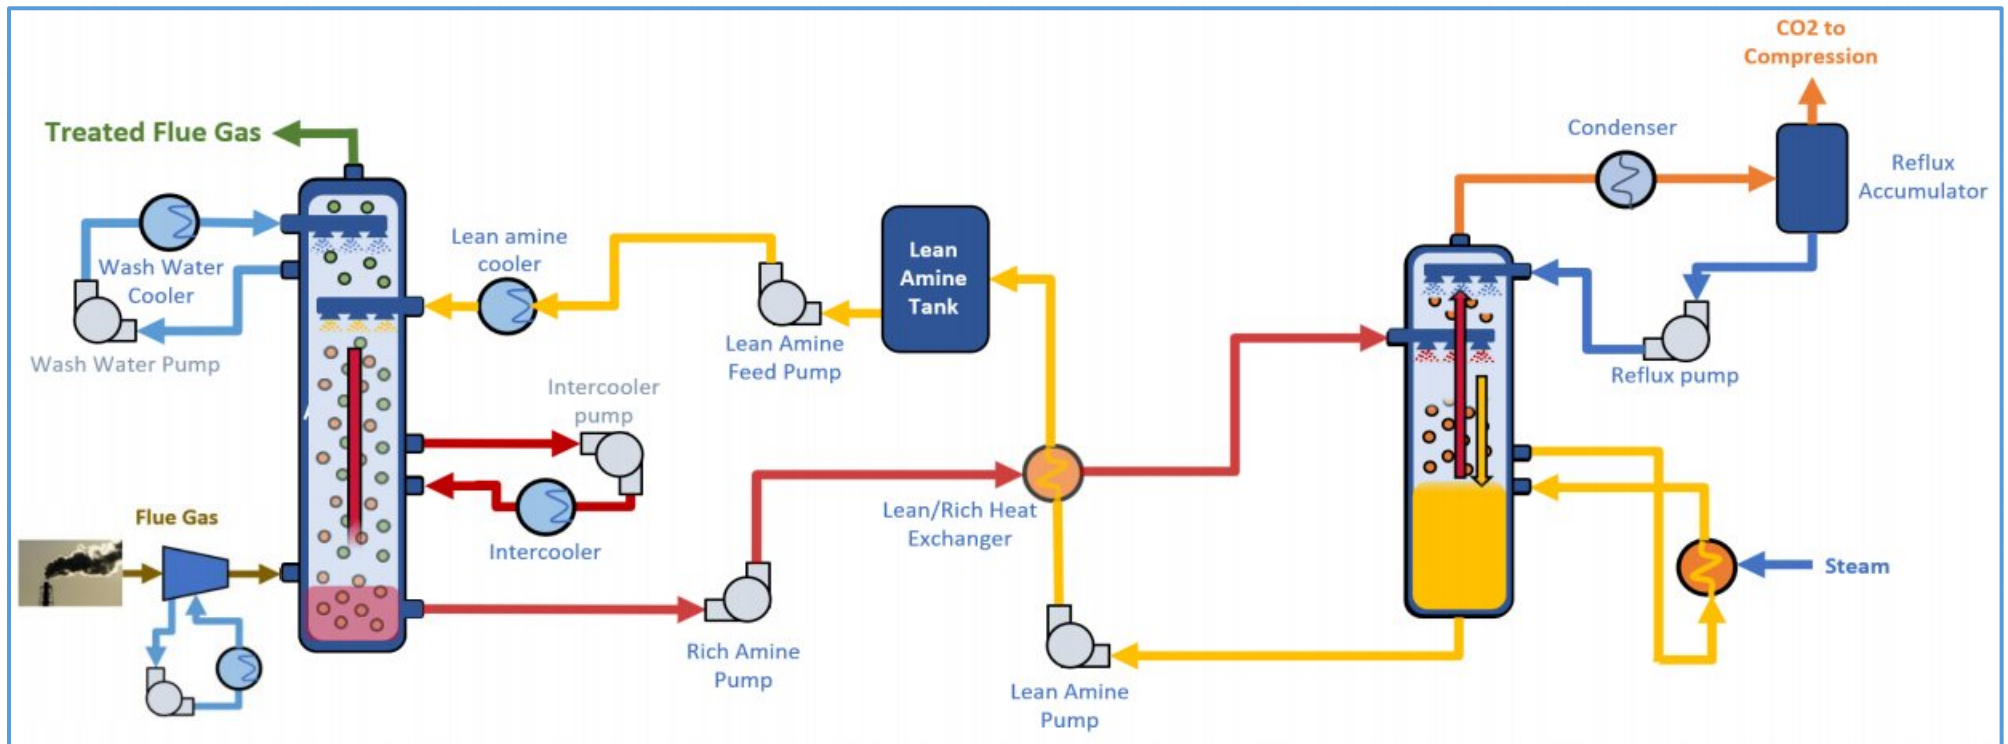 CO2 to
Compression
Treated Flue Gas
Condenser
Reflux
Accumulator
Lean amine
cooler
Wash Water
Cooler
Lean
Amine
Tank
Wash Water Pump
Lean Amine
Feed Pump
Reflux pump
Intercooler
pump
Flue Gas
Lean/Rich Heat
Exchanger
Intercooler
Steam
Rich Amine
Pump
Lean Amine
Pump